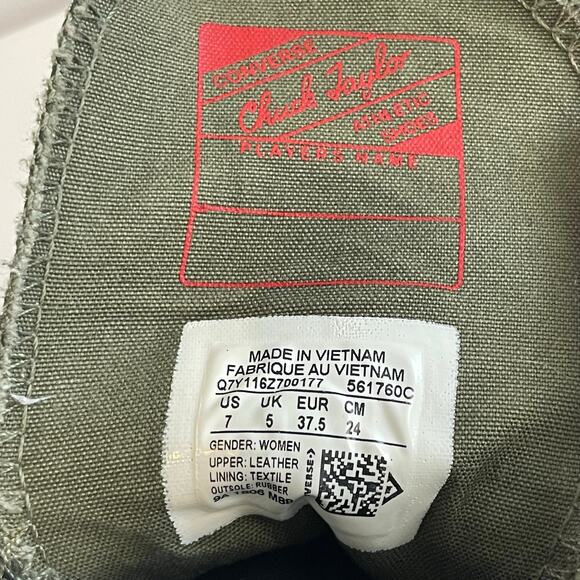 CONVERSE
Chuck Taylor
ATHLETIC
SHOES
PLAYERS NAME
MADE IN VIETNAM
FABRIQUE AU VIETNAM
Q7Y116Z700177 561760C
US UK EUR CM
7 5 37.5 24
GENDER: WOMEN
UPPER: LEATHER
LINING: TEXTILE
OUTSOLE: RUBBER